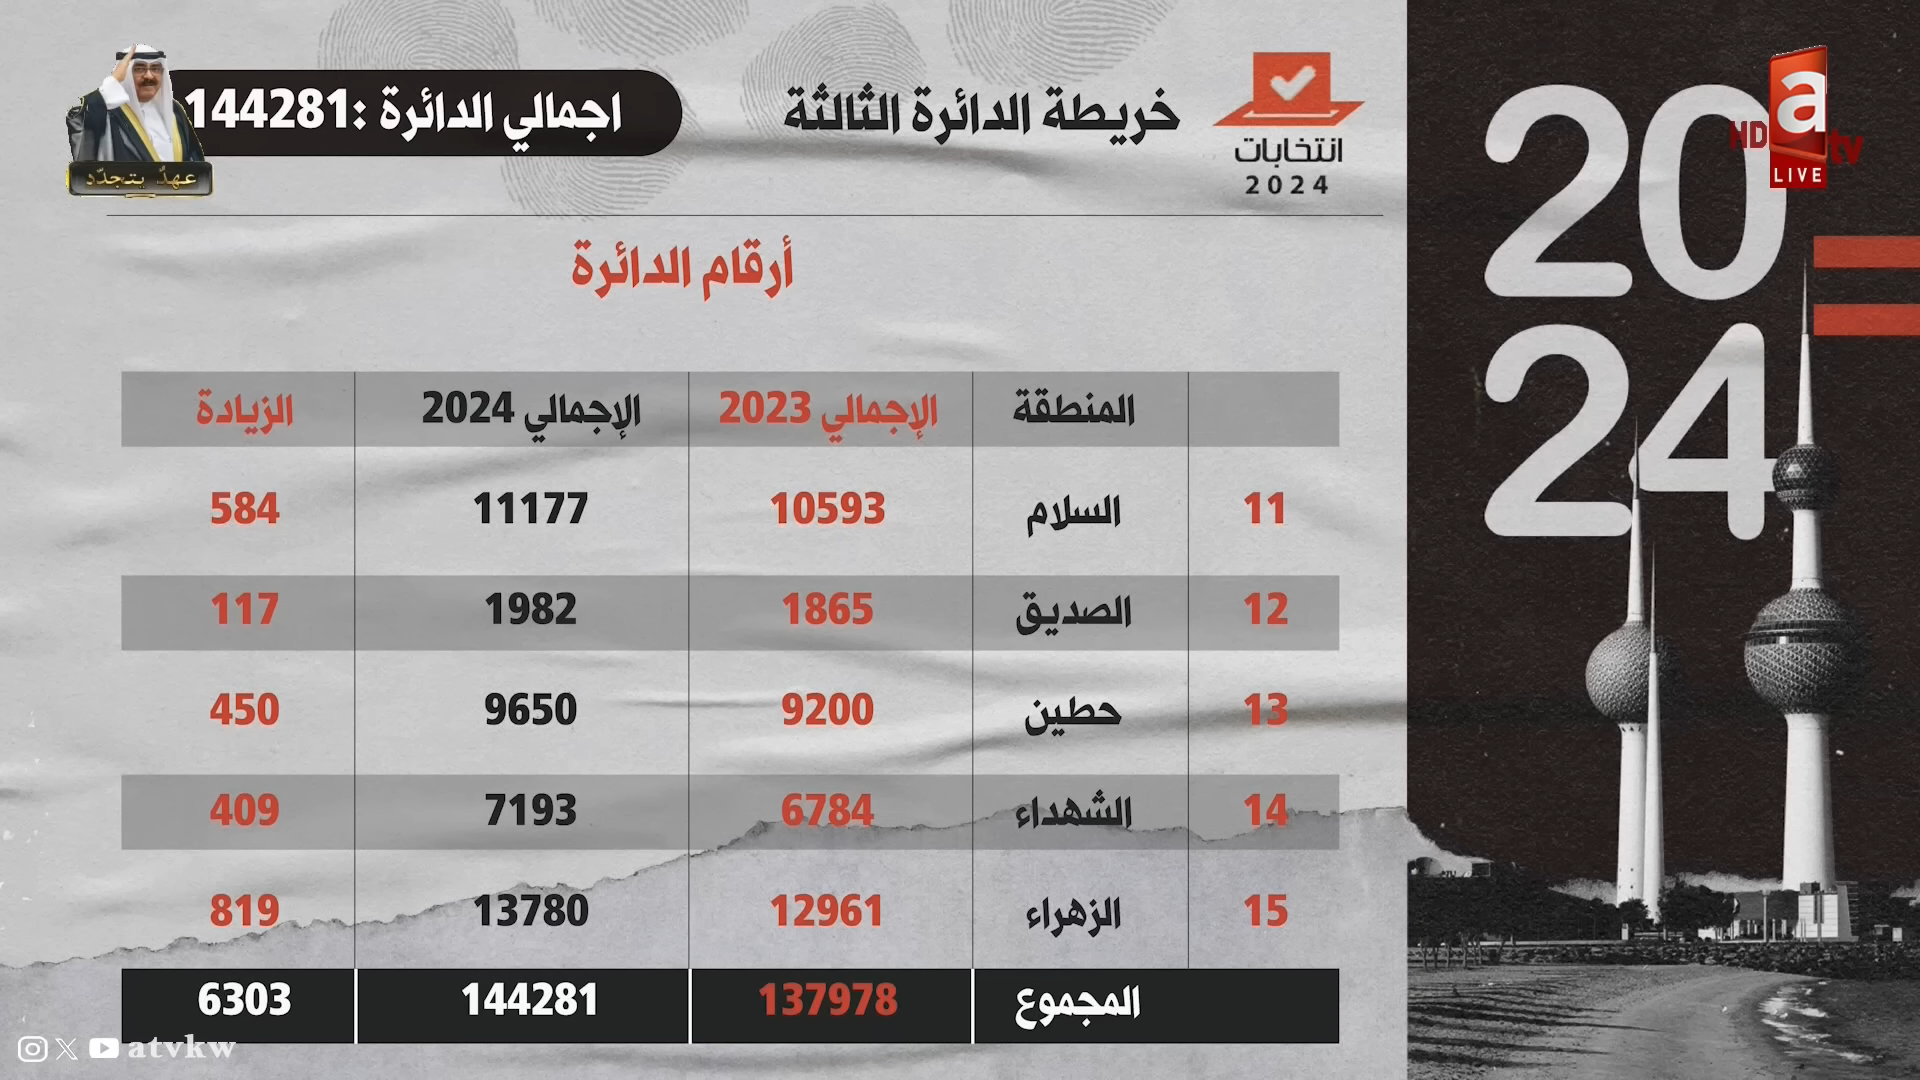 انتخابات
2024
خريطة الدائرة الثالثة
اجمالي الدائرة :144281
عهدٌ يتجدّد
20
24
HD a tv
LIVE
أرقام الدائرة
المنطقة الإجمالي 2023 الإجمالي 2024 الزيادة
11 السلام 10593 11177 584
12 الصديق 1865 1982 117
13 حطين 9200 9650 450
14 الشهداء 6784 7193 409
15 الزهراء 12961 13780 819
المجموع 137978 144281 6303
atvkw